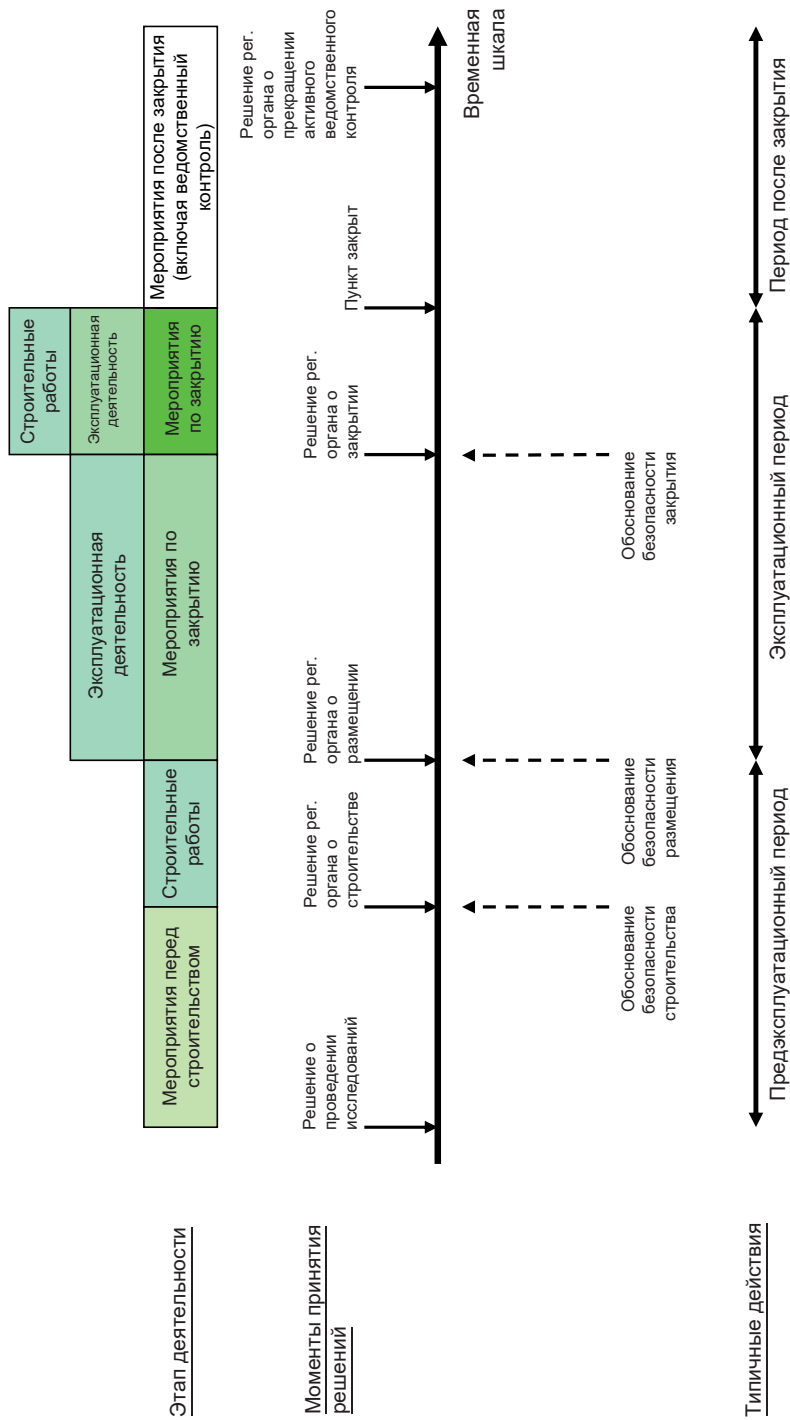 Этап деятельности
Строительные
работы
Эксплуатационная
деятельность
Эксплуатационная
деятельность
Мероприятия перед
строительством
Строительные
работы
Мероприятия по
закрытию
Мероприятия
по закрытию
Мероприятия после закрытия
(включая ведомственный
контроль)
Моменты принятия
решений
Решение о
проведении
исследований
Решение рег.
органа о
строительстве
Решение рег.
органа о
размещении
Решение рег.
органа о
закрытии
Пункт закрыт
Решение рег.
органа о
прекращении
активного
ведомственного
контроля
Временная
шкала
Обоснование
безопасности
строительства
Обоснование
безопасности
размещения
Обоснование
безопасности
закрытия
Типичные действия
Предэксплуатационный период
Эксплуатационный период
Период после закрытия